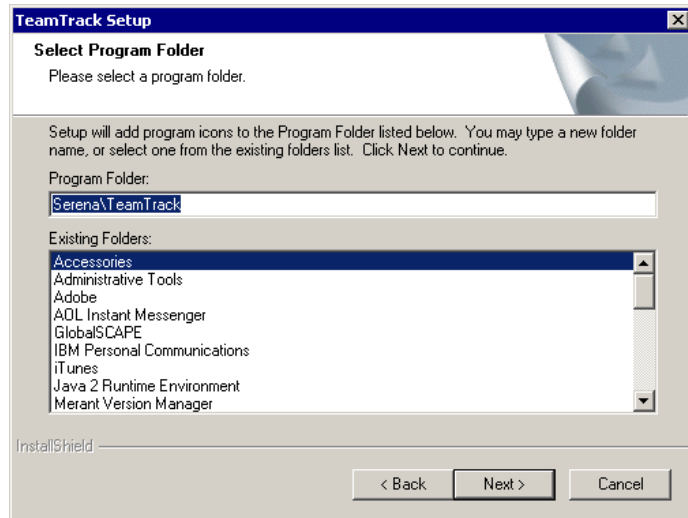 TeamTrack Setup
Select Program Folder
Please select a program folder.
Setup will add program icons to the Program Folder listed below.  You may type a new folder
name, or select one from the existing folders list.  Click Next to continue.
Program Folder:
Serena\TeamTrack
Existing Folders:
Accessories
Administrative Tools
Adobe
AOL Instant Messenger
GlobalSCAPE
IBM Personal Communications
iTunes
Java 2 Runtime Environment
Merant Version Manager
InstallShield
< Back Next > Cancel